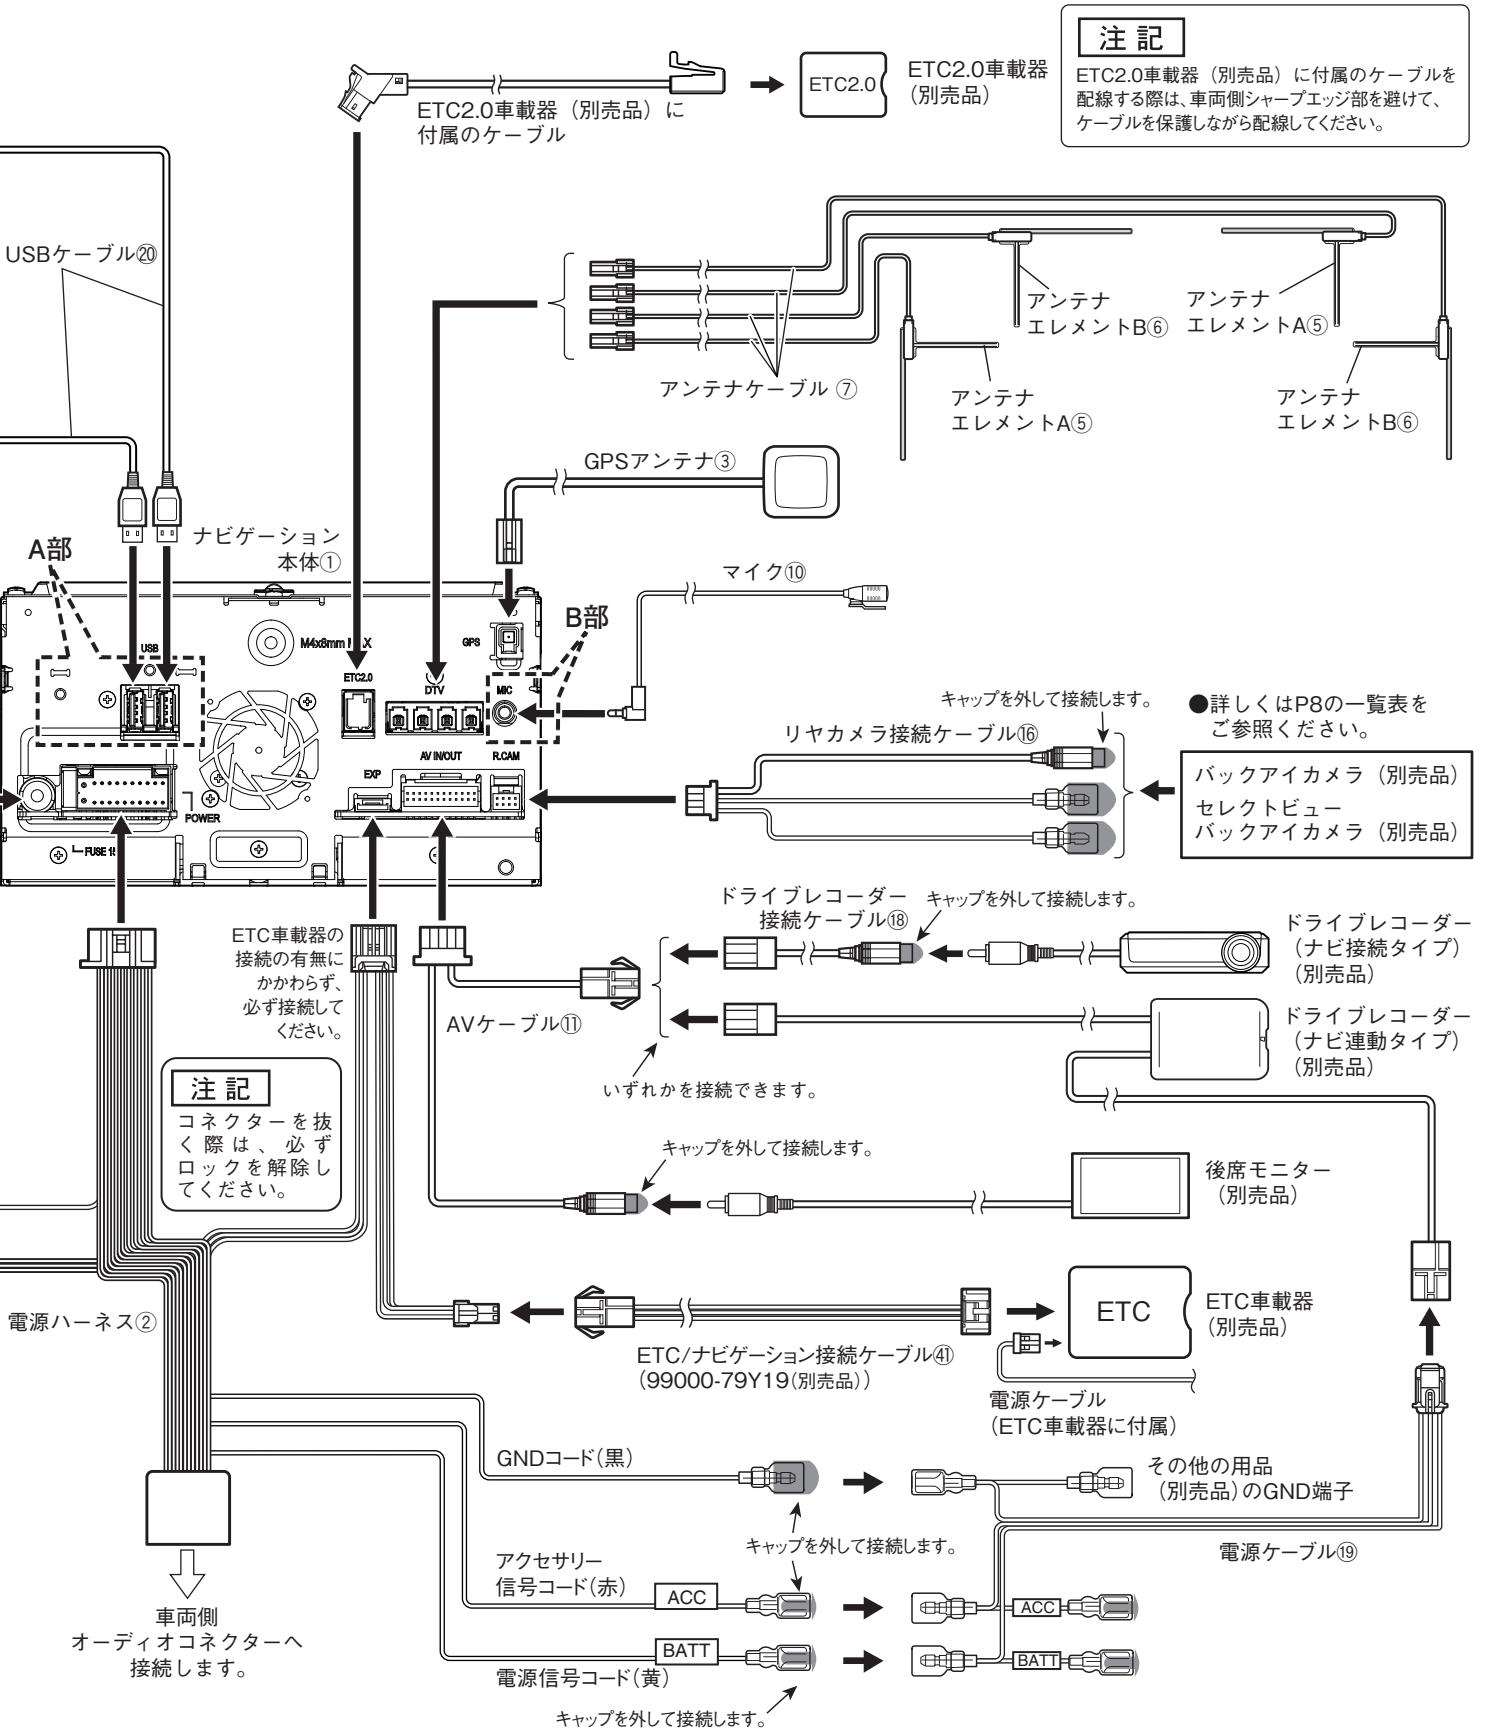 注記
ETC2.0車載器（別売品）に付属のケーブルを
配線する際は、車両側シャープエッジ部を避けて、
ケーブルを保護しながら配線してください。
ETC2.0
ETC2.0車載器
（別売品）
ETC2.0車載器（別売品）に
付属のケーブル
USBケーブル⑳
アンテナ
エレメントB⑥
アンテナ
エレメントA⑤
アンテナケーブル ⑦
アンテナ
エレメントA⑤
アンテナ
エレメントB⑥
GPSアンテナ③
ナビゲーション
本体①
A部
マイク⑩
B部
USB
M4x8mm MAX
GPS
ETC2.0
DTV
MIC
AV IN/OUT
R.CAM
EXP
POWER
FUSE 15
キャップを外して接続します。
リヤカメラ接続ケーブル⑯
●詳しくはP8の一覧表を
ご参照ください。
バックアイカメラ（別売品）
セレクトビュー
バックアイカメラ（別売品）
ドライブレコーダー
接続ケーブル⑱
キャップを外して接続します。
ドライブレコーダー
（ナビ接続タイプ）
（別売品）
ETC車載器の
接続の有無に
かかわらず、
必ず接続して
ください。
AVケーブル⑪
ドライブレコーダー
（ナビ連動タイプ）
（別売品）
いずれかを接続できます。
注記
コネクターを抜
く際は、必ず
ロックを解除し
てください。
キャップを外して接続します。
後席モニター
（別売品）
電源ハーネス②
ETC
ETC車載器
（別売品）
ETC/ナビゲーション接続ケーブル㊶
（99000-79Y19（別売品））
電源ケーブル
（ETC車載器に付属）
GNDコード（黒）
その他の用品
（別売品）のGND端子
キャップを外して接続します。
電源ケーブル⑲
アクセサリー
信号コード（赤）
ACC
ACC
車両側
オーディオコネクターへ
接続します。
BATT
BATT
電源信号コード（黄）
キャップを外して接続します。